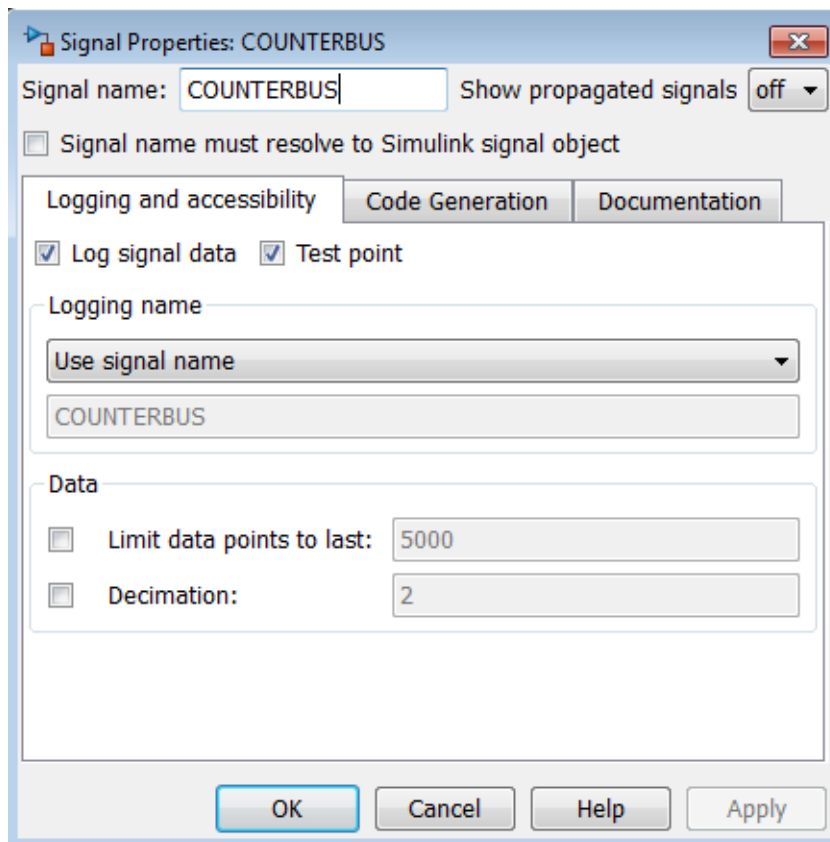 Signal Properties: COUNTERBUS
Signal name: COUNTERBUS Show propagated signals off
Signal name must resolve to Simulink signal object
Logging and accessibility Code Generation Documentation
Log signal data Test point
Logging name
Use signal name
COUNTERBUS
Data
Limit data points to last: 5000
Decimation: 2
OK Cancel Help Apply